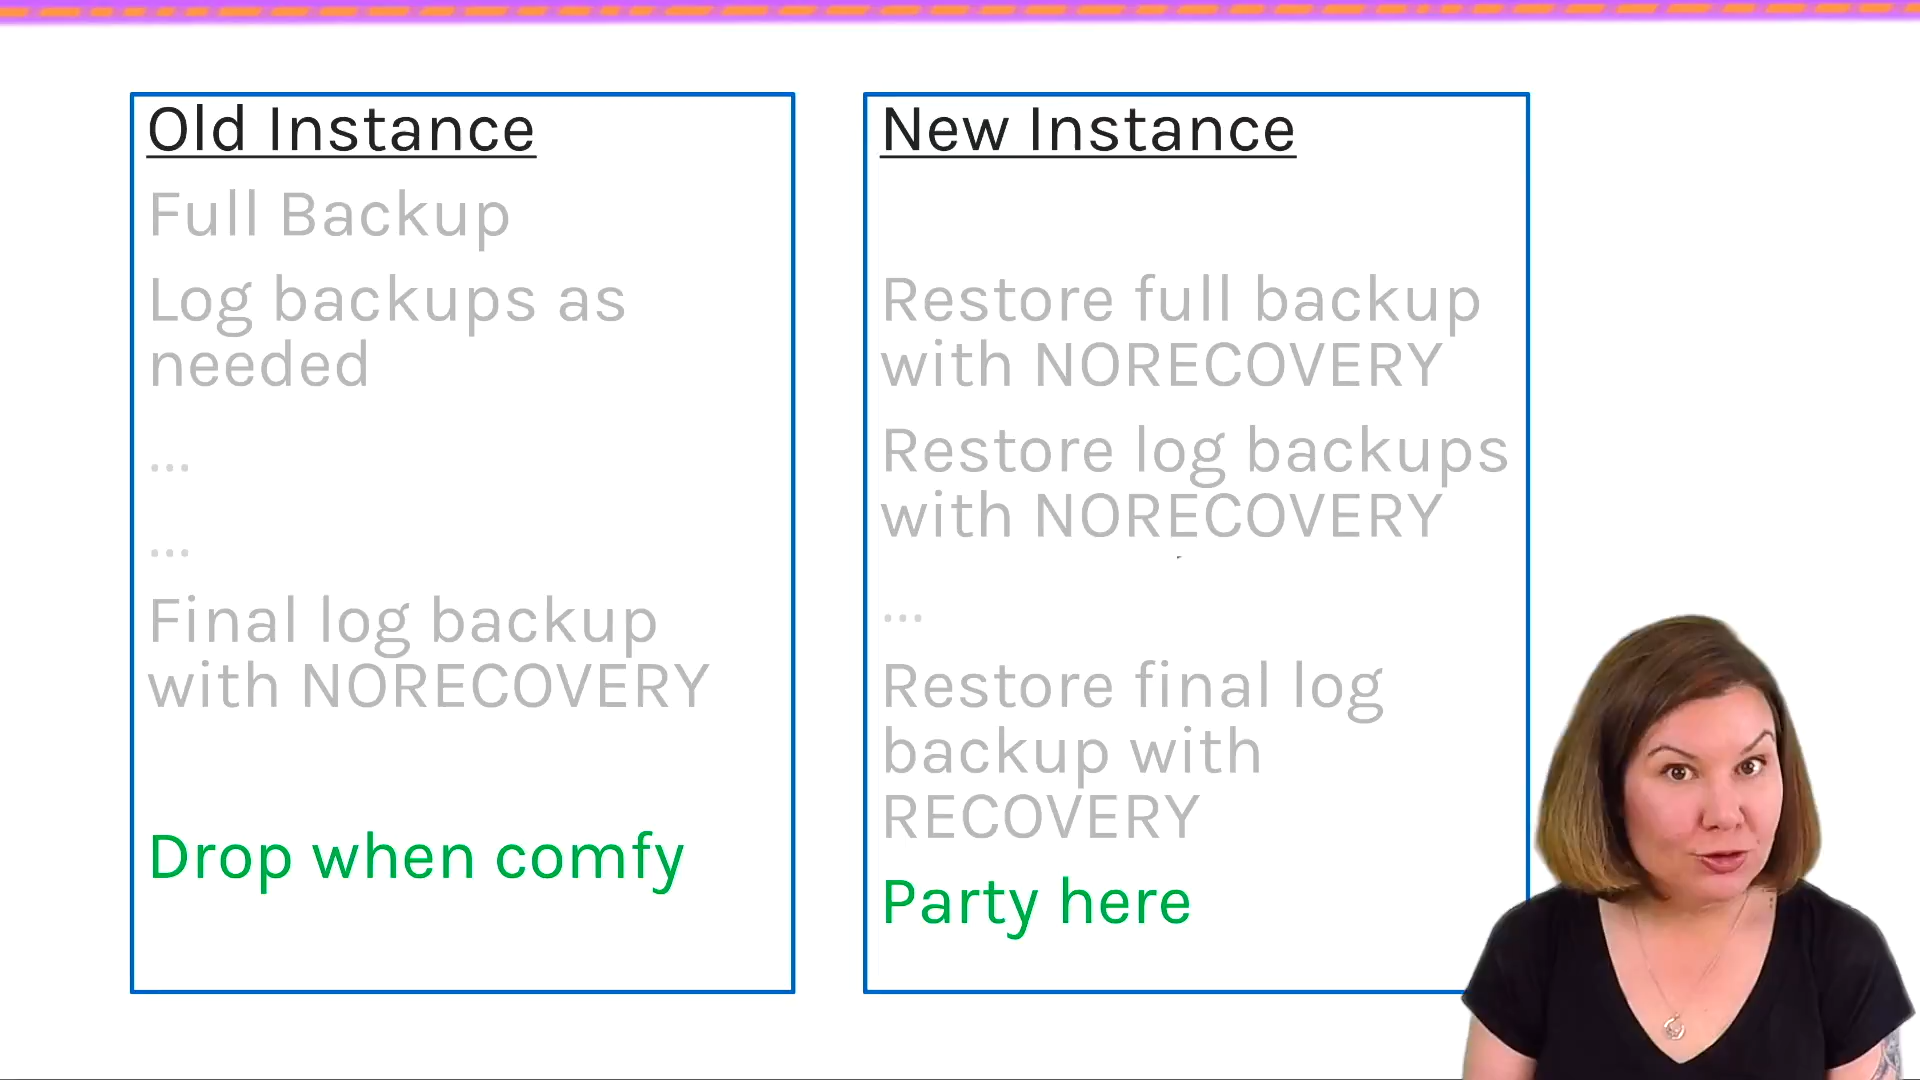 Old Instance
Full Backup
Log backups as
needed
...
...
Final log backup
with NORECOVERY
Drop when comfy
New Instance
Restore full backup
with NORECOVERY
Restore log backups
with NORECOVERY
...
Restore final log
backup with
RECOVERY
Party here